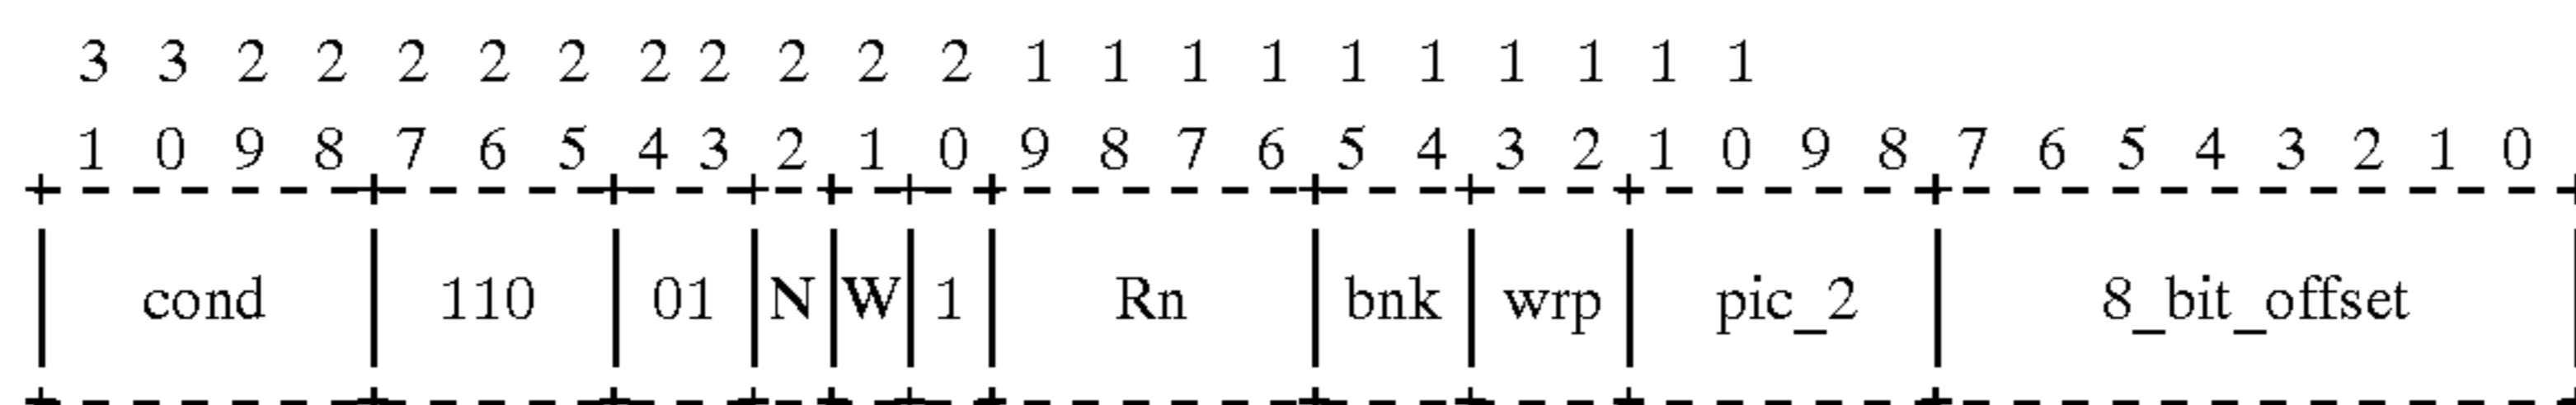 3 3 2 2 2 2 2 2 2 2 2 2 1 1 1 1 1 1 1 1 1 1
1 0 9 8 7 6 5 4 3 2 1 0 9 8 7 6 5 4 3 2 1 0 9 8 7 6 5 4 3 2 1 0
+----+---+--+-+-+-+----+--+--+----+--------+
| cond | 110 | 01 |N|W| 1 | Rn | bnk | wrp | pic_2 | 8_bit_offset |
+----+---+--+-+-+-+----+--+--+----+--------+